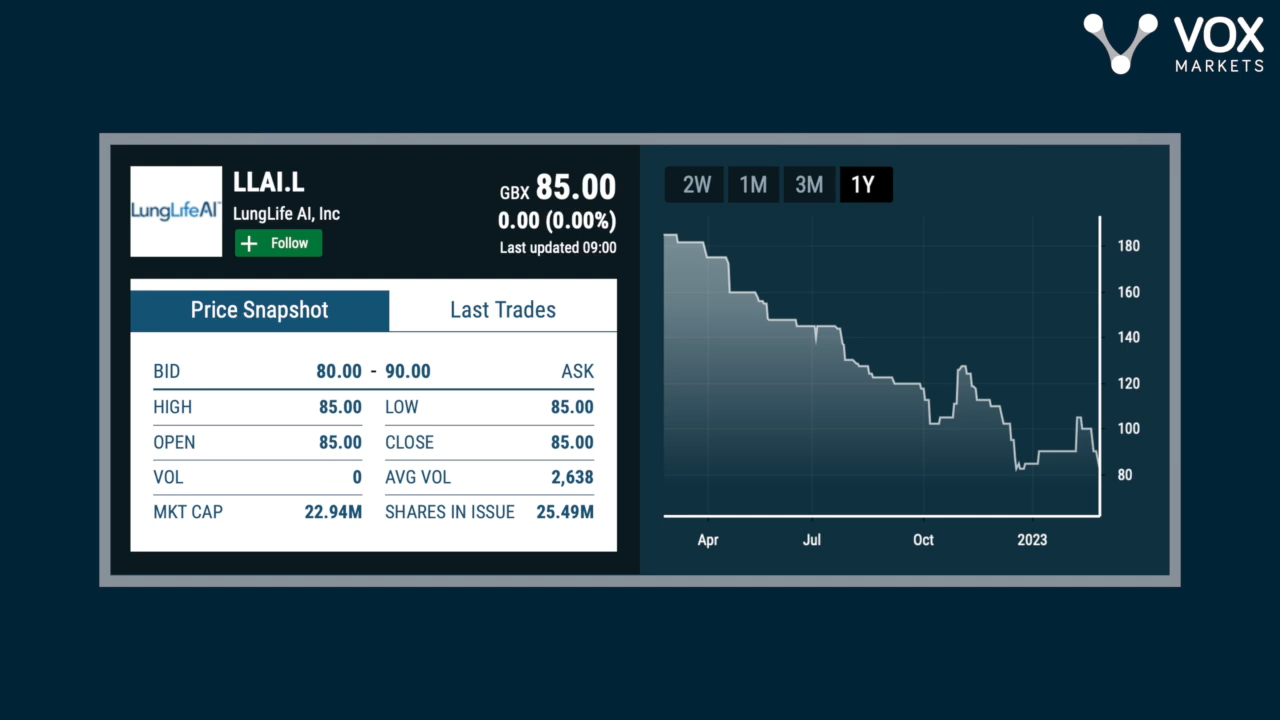 VOX
MARKETS
LungLifeAI™
LLAI.L
LungLife AI, Inc
+ Follow
GBX 85.00
0.00 (0.00%)
Last updated 09:00
Price Snapshot
Last Trades
BID 80.00 - 90.00 ASK
HIGH 85.00 LOW 85.00
OPEN 85.00 CLOSE 85.00
VOL 0 AVG VOL 2,638
MKT CAP 22.94M SHARES IN ISSUE 25.49M
2W 1M 3M 1Y
180
160
140
120
100
80
Apr Jul Oct 2023